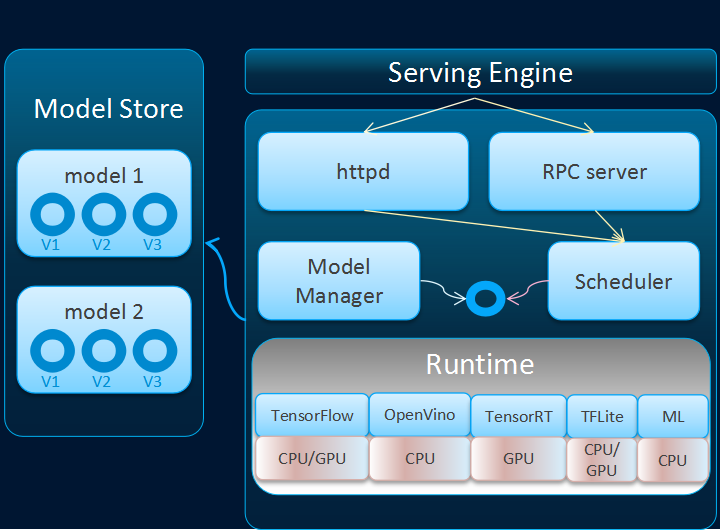 Model Store
model 1
V1 V2 V3
model 2
V1 V2 V3
Serving Engine
httpd
RPC server
Model
Manager
Scheduler
Runtime
TensorFlow OpenVino TensorRT TFLite ML
CPU/GPU CPU GPU CPU/
GPU CPU